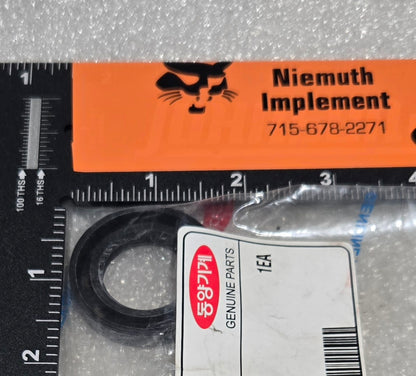 1
Niemuth
Implement
715-678-2271
100 THS
16 THS
1
2
3
4
동양기계
GENUINE PARTS
1EA
1
2